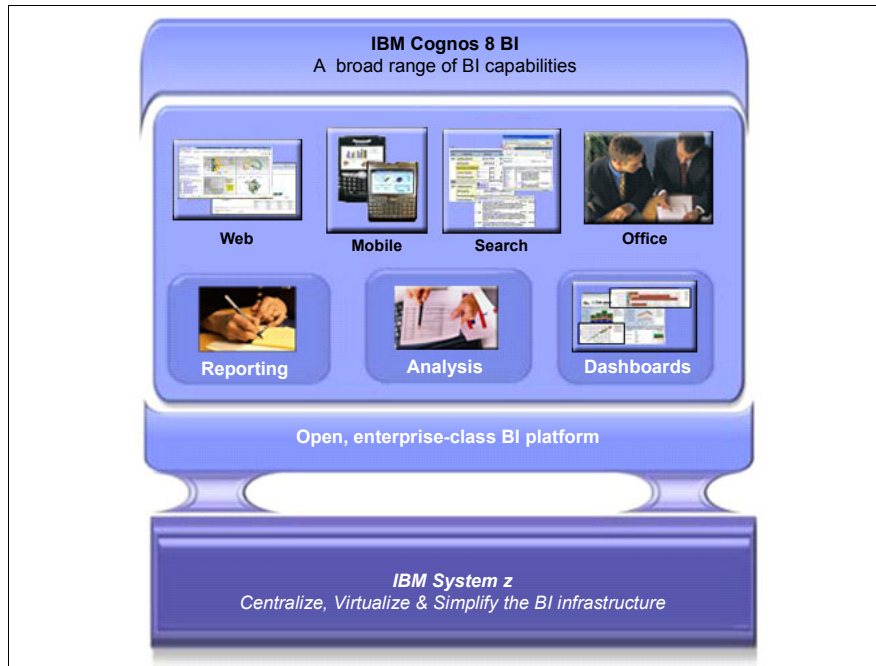 IBM Cognos 8 BI
A broad range of BI capabilities
Web
Mobile
Search
Office
Reporting
Analysis
Dashboards
Open, enterprise-class BI platform
IBM System z
Centralize, Virtualize & Simplify the BI infrastructure